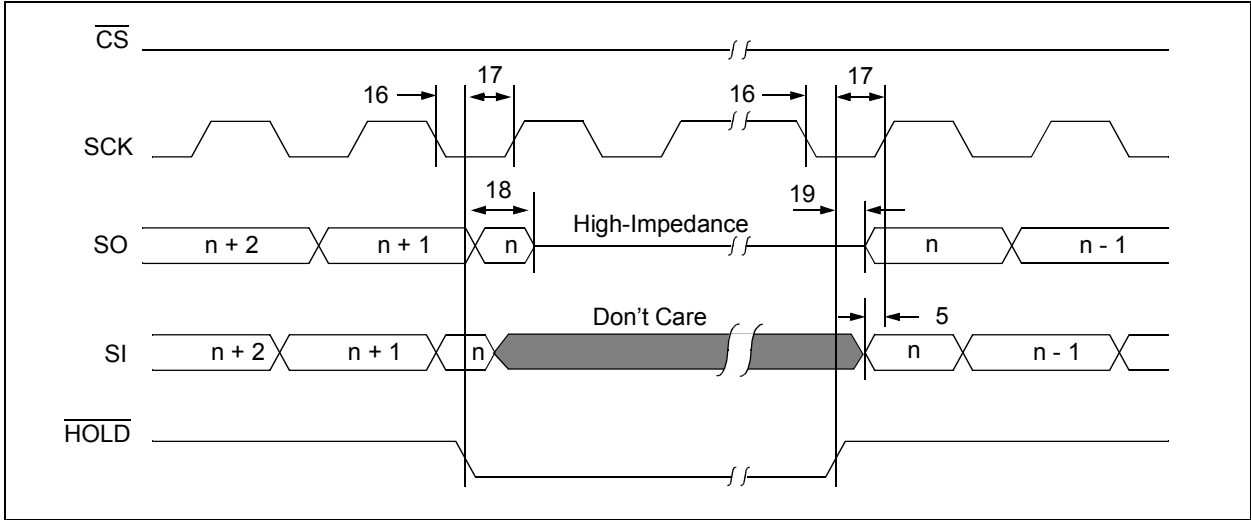 CS
17
17
16
16
SCK
18
19
High-Impedance
SO
n + 2
n + 1
n
n
n - 1
Don't Care
5
SI
n + 2
n + 1
n
n
n - 1
HOLD